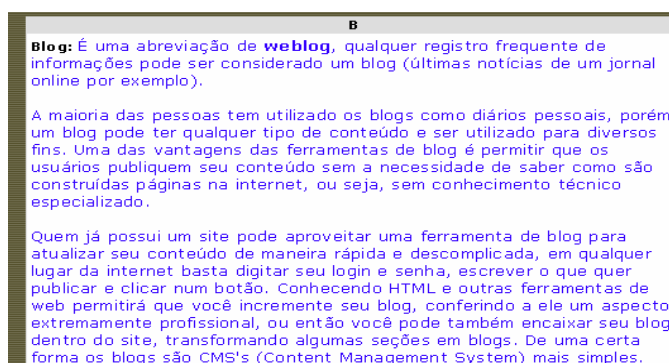 B
Blog: É uma abreviação de weblog, qualquer registro frequente de
informações pode ser considerado um blog (últimas notícias de um jornal
online por exemplo).
A maioria das pessoas tem utilizado os blogs como diários pessoais, porém
um blog pode ter qualquer tipo de conteúdo e ser utilizado para diversos
fins. Uma das vantagens das ferramentas de blog é permitir que os
usuários publiquem seu conteúdo sem a necessidade de saber como são
construídas páginas na internet, ou seja, sem conhecimento técnico
especializado.
Quem já possui um site pode aproveitar uma ferramenta de blog para
atualizar seu conteúdo de maneira rápida e descomplicada, em qualquer
lugar da internet basta digitar seu login e senha, escrever o que quer
publicar e clicar num botão. Conhecendo HTML e outras ferramentas de
web permitirá que você incremente seu blog, conferindo a ele um aspecto
extremamente profissional, ou então você pode também encaixar seu blog
dentro do site, transformando algumas seções em blogs. De uma certa
forma os blogs são CMS's (Content Management System) mais simples.